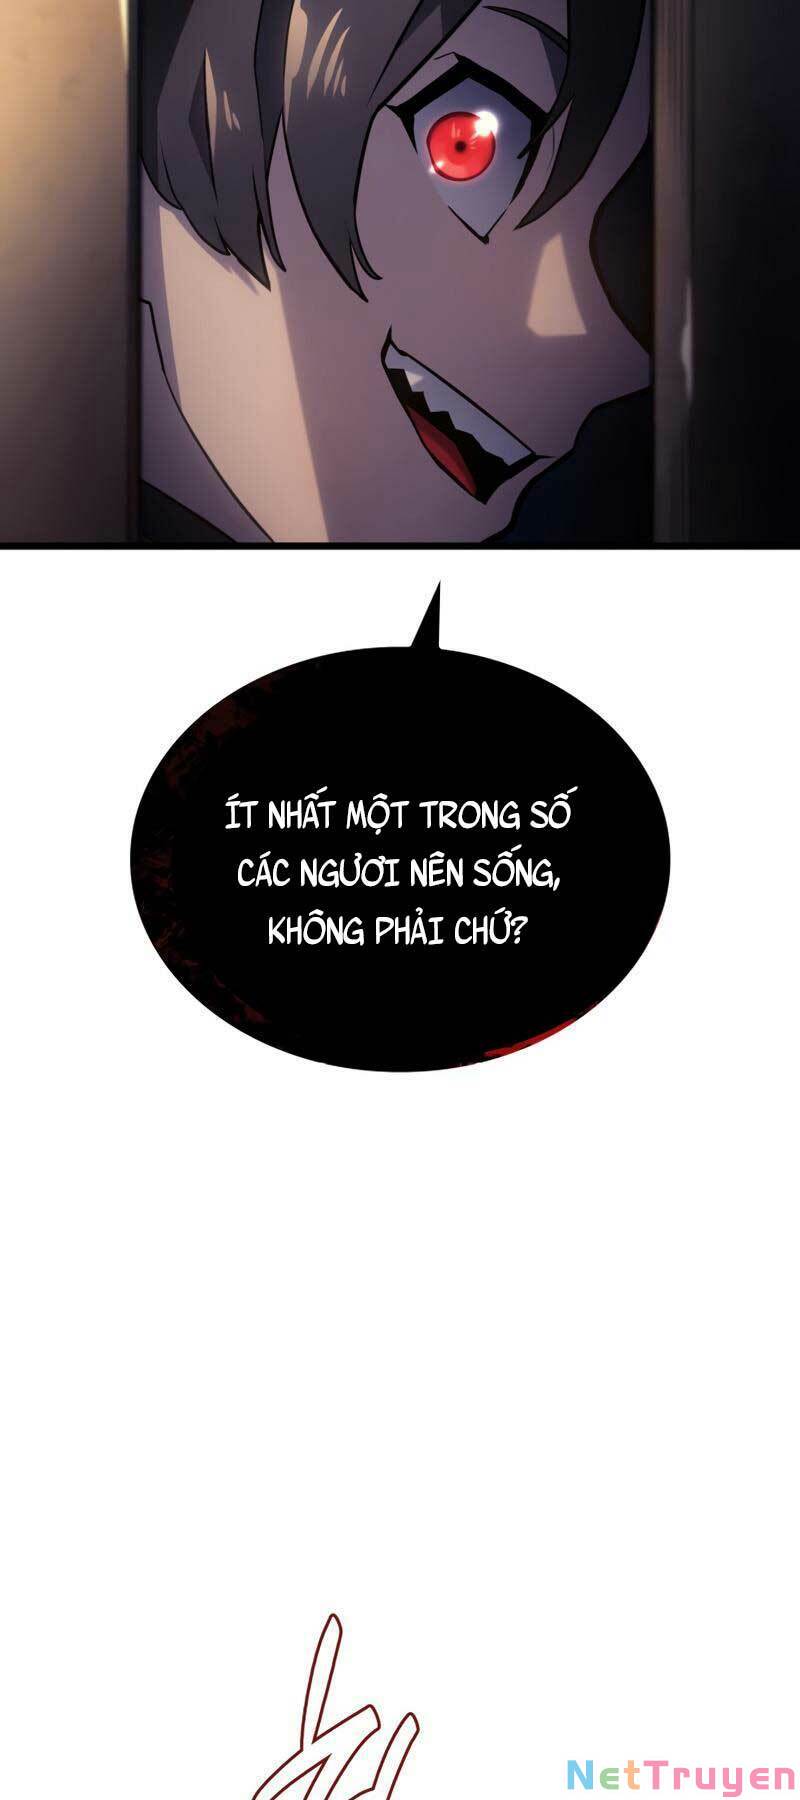 ÍT NHẤT MỘT TRONG SỐ
CÁC NGƯƠI NÊN SỐNG,
KHÔNG PHẢI CHỨ?
NetTruyen